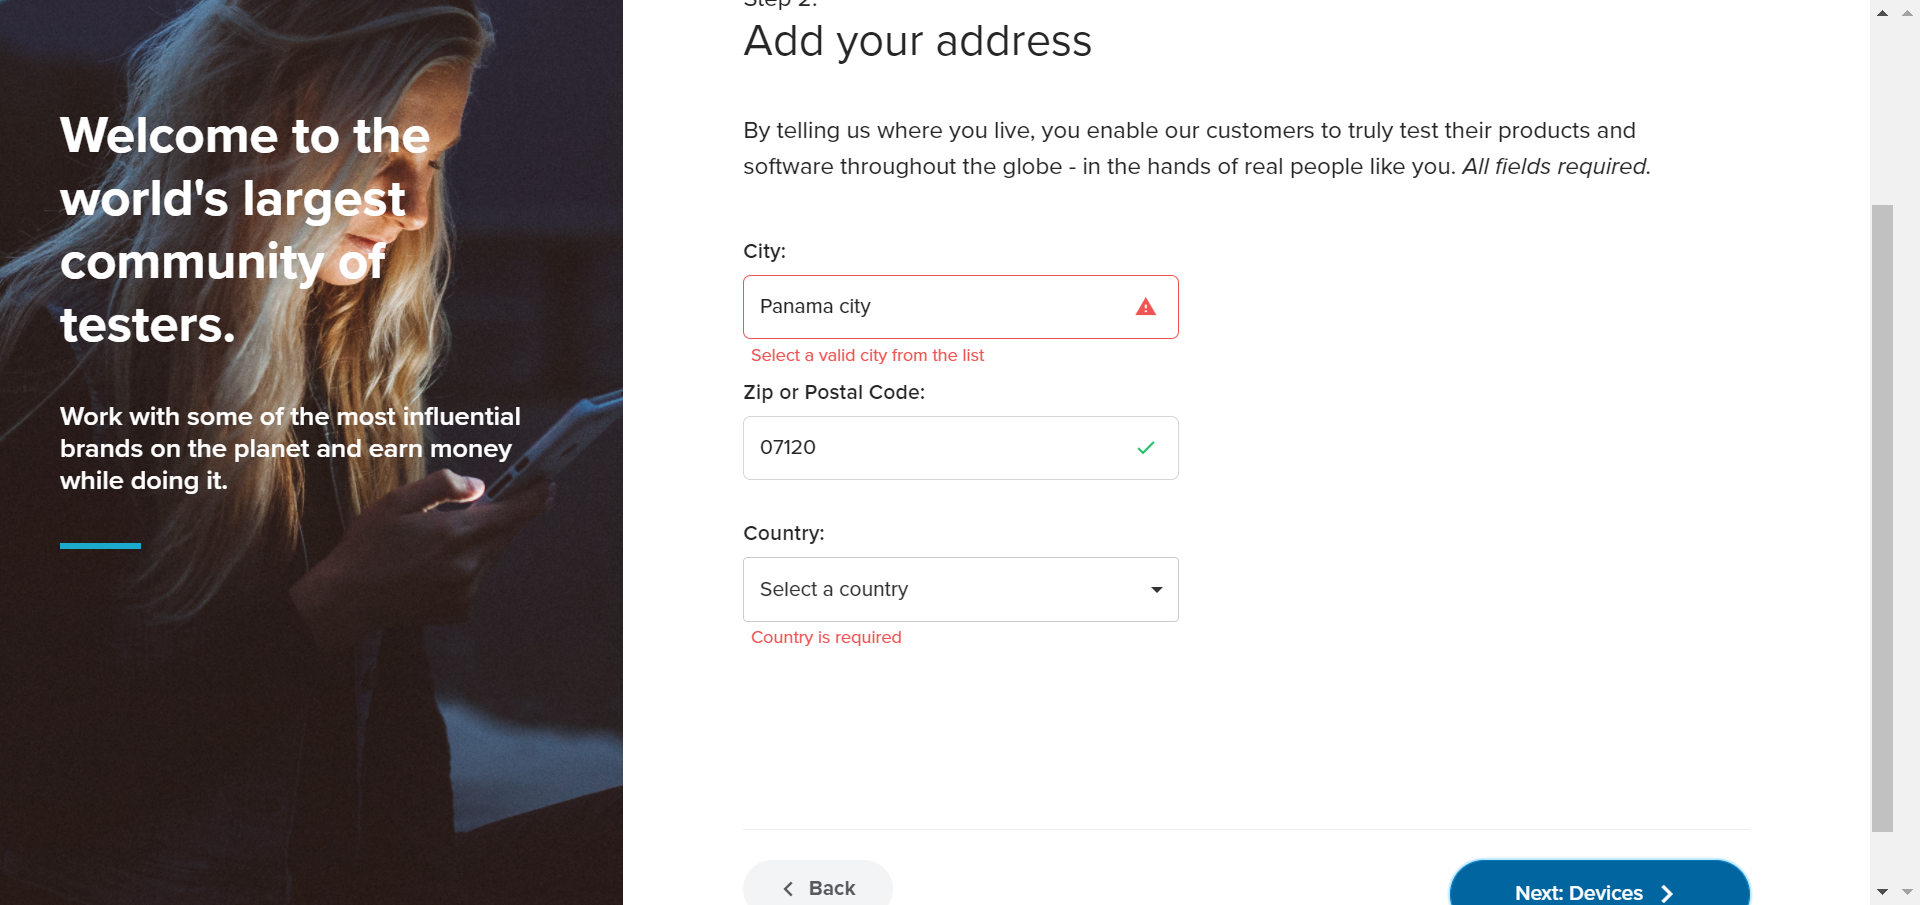 Welcome to the
world's largest
community of
testers.
Work with some of the most influential
brands on the planet and earn money
while doing it.
Step 2:
Add your address
By telling us where you live, you enable our customers to truly test their products and
software throughout the globe - in the hands of real people like you. All fields required.
City:
Panama city
Select a valid city from the list
Zip or Postal Code:
07120
Country:
Select a country
Country is required
Back
Next: Devices